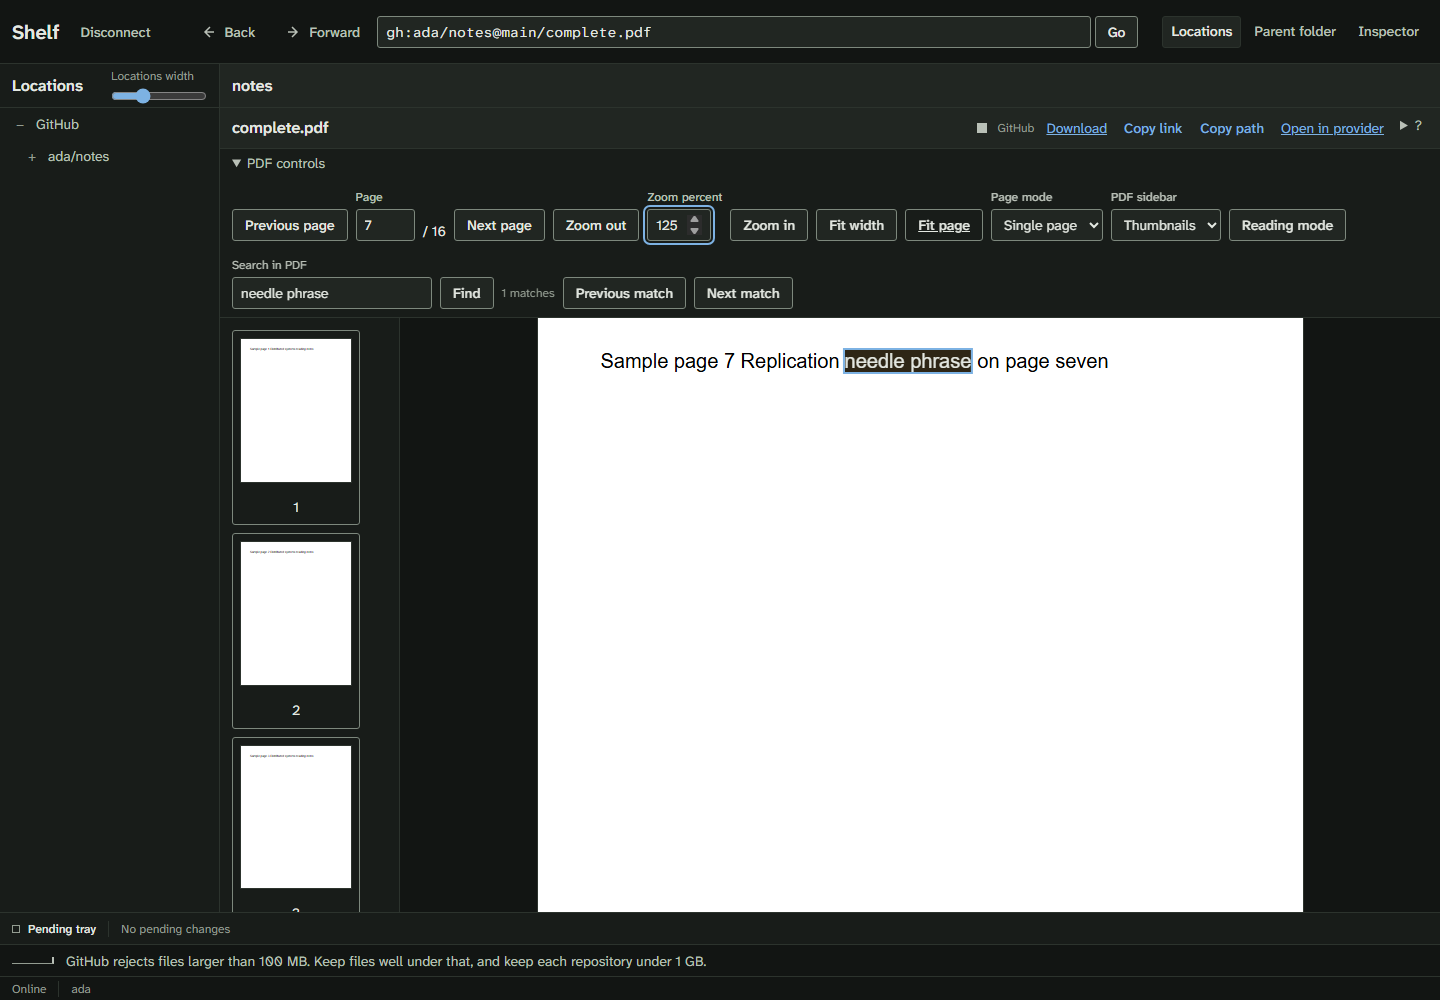 Shelf Disconnect Back Forward gh:ada/notes@main/complete.pdf Go Locations Parent folder Inspector
Locations Locations width
– GitHub
+ ada/notes
notes
complete.pdf GitHub Download Copy link Copy path Open in provider ?
PDF controls
Page Zoom percent Page mode PDF sidebar
Previous page 7 / 16 Next page Zoom out 125 Zoom in Fit width Fit page Single page Thumbnails Reading mode
Search in PDF
needle phrase Find 1 matches Previous match Next match
Sample page 7 Replication needle phrase on page seven
1
2
Pending tray No pending changes
GitHub rejects files larger than 100 MB. Keep files well under that, and keep each repository under 1 GB.
Online ada